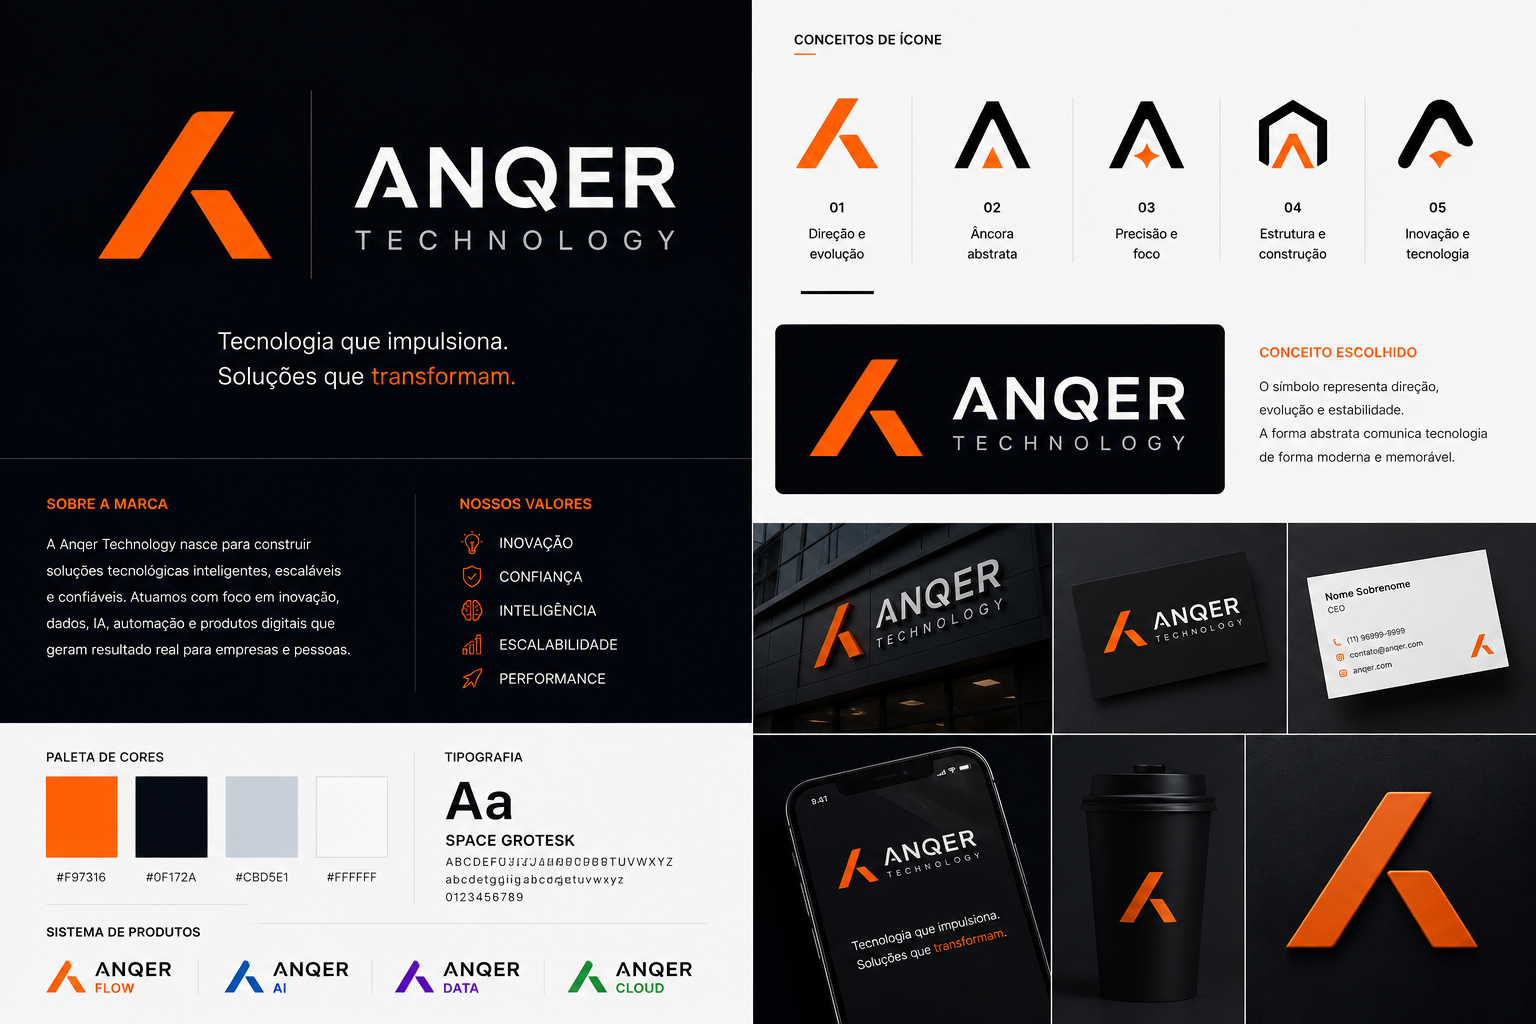 ANQER
TECHNOLOGY
Tecnologia que impulsiona.
Soluções que transformam.
SOBRE A MARCA
A Anqer Technology nasce para construir
soluções tecnológicas inteligentes, escaláveis
e confiáveis. Atuamos com foco em inovação,
dados, IA, automação e produtos digitais que
geram resultado real para empresas e pessoas.
NOSSOS VALORES
INOVAÇÃO
CONFIANÇA
INTELIGÊNCIA
ESCALABILIDADE
PERFORMANCE
PALETA DE CORES
#F97316
#0F172A
#CBD5E1
#FFFFFF
TIPOGRAFIA
Aa
SPACE GROTESK
0123456789
SISTEMA DE PRODUTOS
ANQER
FLOW
ANQER
AI
ANQER
DATA
ANQER
CLOUD
CONCEITOS DE ÍCONE
01
Direção e
evolução
02
Âncora
abstrata
03
Precisão e
foco
04
Estrutura e
construção
05
Inovação e
tecnologia
ANQER
TECHNOLOGY
CONCEITO ESCOLHIDO
O símbolo representa direção,
evolução e estabilidade.
A forma abstrata comunica tecnologia
de forma moderna e memorável.
ANQER
TECHNOLOGY
ANQER
TECHNOLOGY
Nome Sobrenome
CEO
(11) 96999-9999
contato@anqer.com
anqer.com
9:41
ANQER
TECHNOLOGY
Tecnologia que impulsiona.
Soluções que transformam.